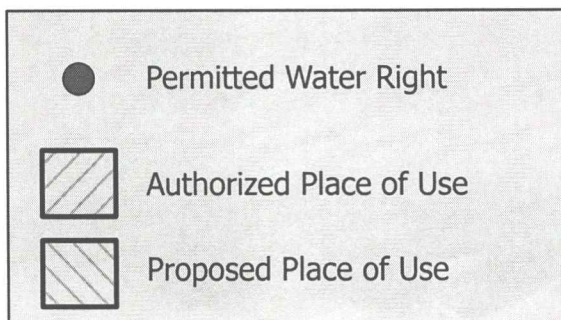 Permitted Water Right
Authorized Place of Use
Proposed Place of Use